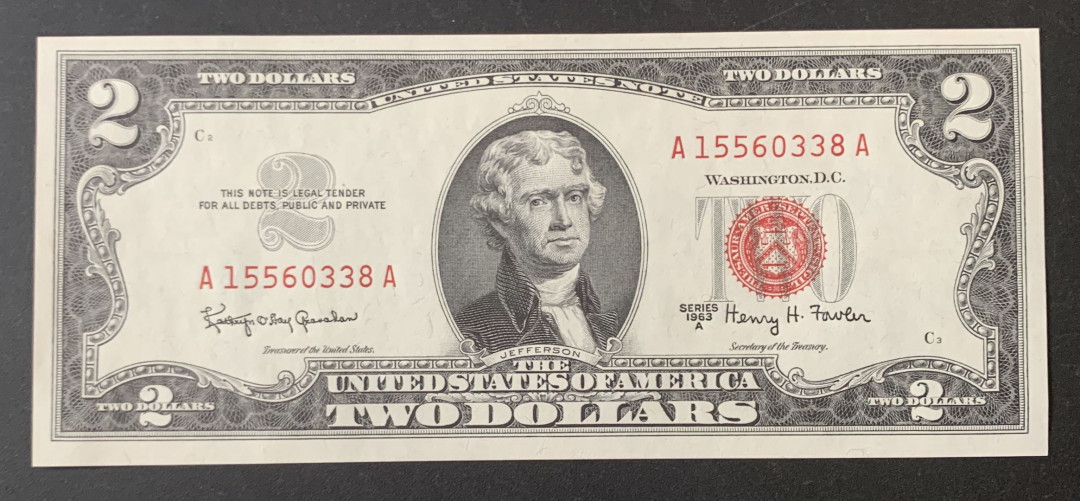 2
TWO DOLLARS
UNITED STATES NOTE
TWO DOLLARS
2
C2
A 15560338 A
WASHINGTON, D.C.
2
THIS NOTE IS LEGAL TENDER
FOR ALL DEBTS, PUBLIC AND PRIVATE
TWO
A 15560338 A
SERIES
1963
A
Henry H. Fowler
Treasurer of the United States.
Secretary of the Treasury.
C3
JEFFERSON
THE
UNITED STATES OF AMERICA
TWO DOLLARS
2
TWO DOLLARS
2
TWO DOLLARS